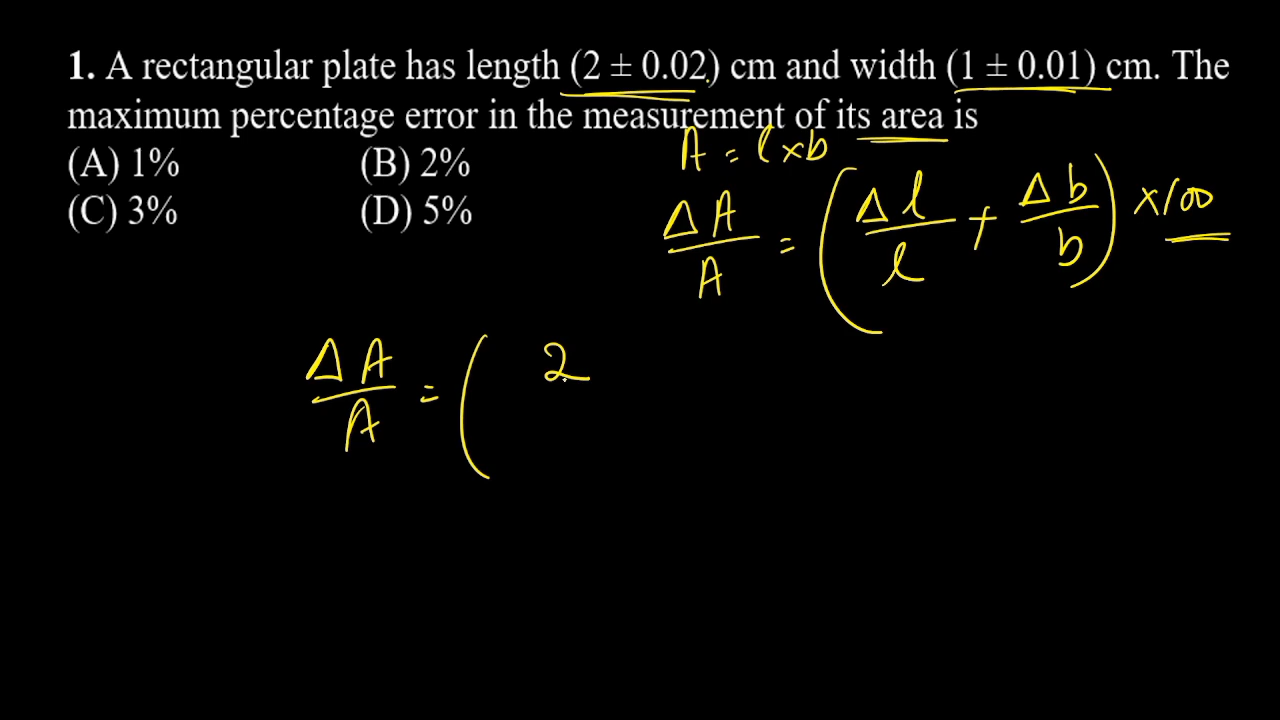 1. A rectangular plate has length (2 ± 0.02) cm and width (1 ± 0.01) cm. The
maximum percentage error in the measurement of its area is
(A) 1% (B) 2%
(C) 3% (D) 5%
A = l × b
ΔA/A = (Δl/l + Δb/b) × 100
ΔA/A = ( 2